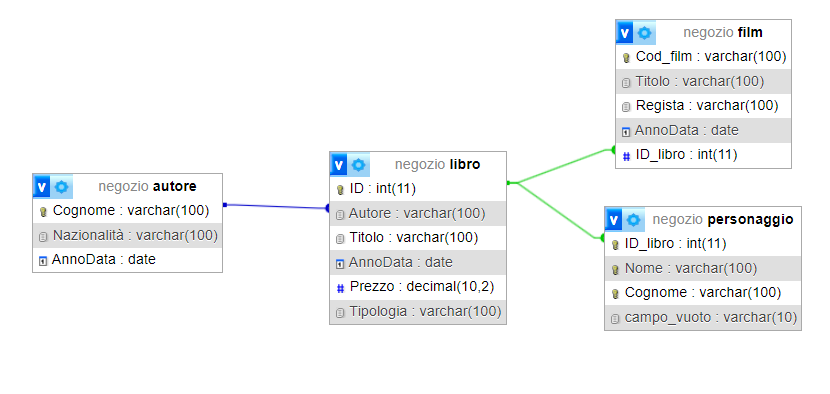 v negozio film
Cod_film : varchar(100)
Titolo : varchar(100)
Regista : varchar(100)
AnnoData : date
# ID_libro : int(11)
v negozio libro
ID : int(11)
Autore : varchar(100)
Titolo : varchar(100)
AnnoData : date
# Prezzo : decimal(10,2)
Tipologia : varchar(100)
v negozio autore
Cognome : varchar(100)
Nazionalità : varchar(100)
AnnoData : date
v negozio personaggio
ID_libro : int(11)
Nome : varchar(100)
Cognome : varchar(100)
campo_vuoto : varchar(10)